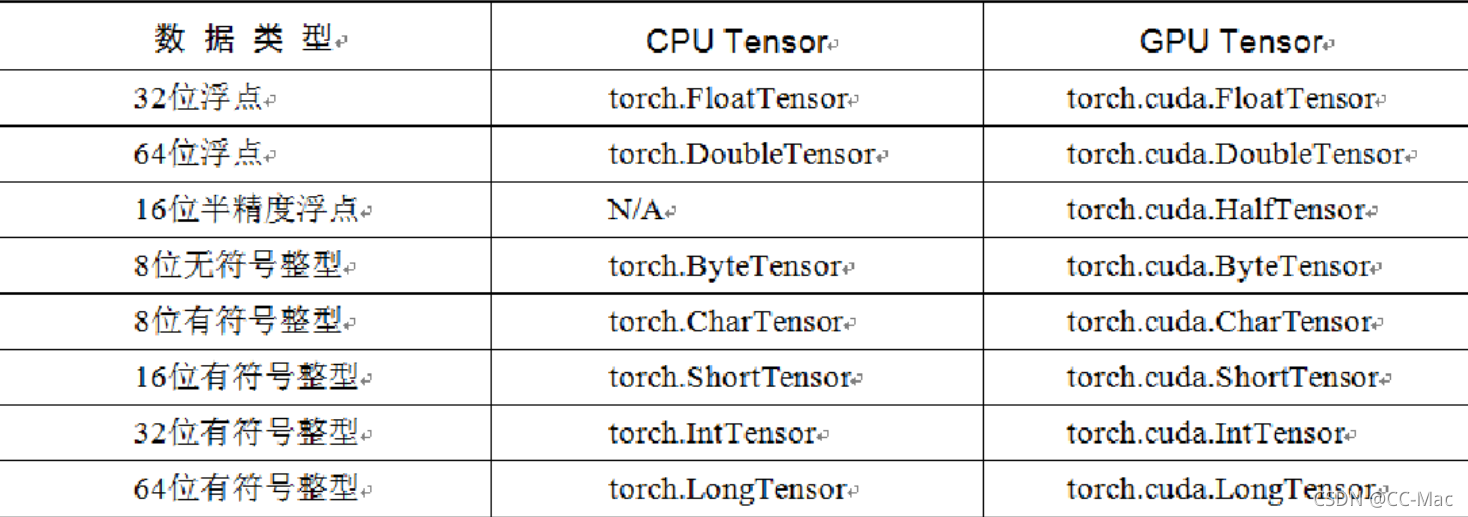 数 据 类 型 CPU Tensor GPU Tensor
32位浮点 torch.FloatTensor torch.cuda.FloatTensor
64位浮点 torch.DoubleTensor torch.cuda.DoubleTensor
16位半精度浮点 N/A torch.cuda.HalfTensor
8位无符号整型 torch.ByteTensor torch.cuda.ByteTensor
8位有符号整型 torch.CharTensor torch.cuda.CharTensor
16位有符号整型 torch.ShortTensor torch.cuda.ShortTensor
32位有符号整型 torch.IntTensor torch.cuda.IntTensor
64位有符号整型 torch.LongTensor torch.cuda.LongTensor
CSDN @CC-Mac